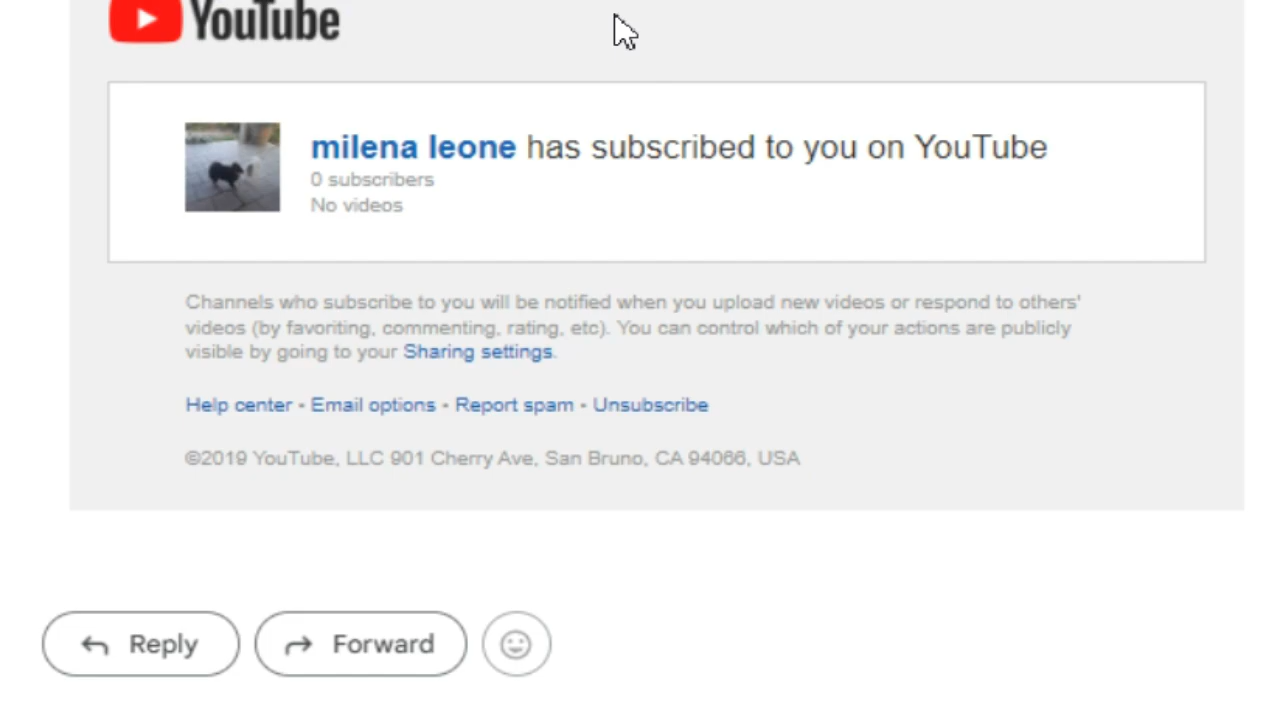 YouTube
milena leone has subscribed to you on YouTube
0 subscribers
No videos
Channels who subscribe to you will be notified when you upload new videos or respond to others'
videos (by favoriting, commenting, rating, etc). You can control which of your actions are publicly
visible by going to your Sharing settings.
Help center - Email options - Report spam - Unsubscribe
©2019 YouTube, LLC 901 Cherry Ave, San Bruno, CA 94066, USA
Reply Forward